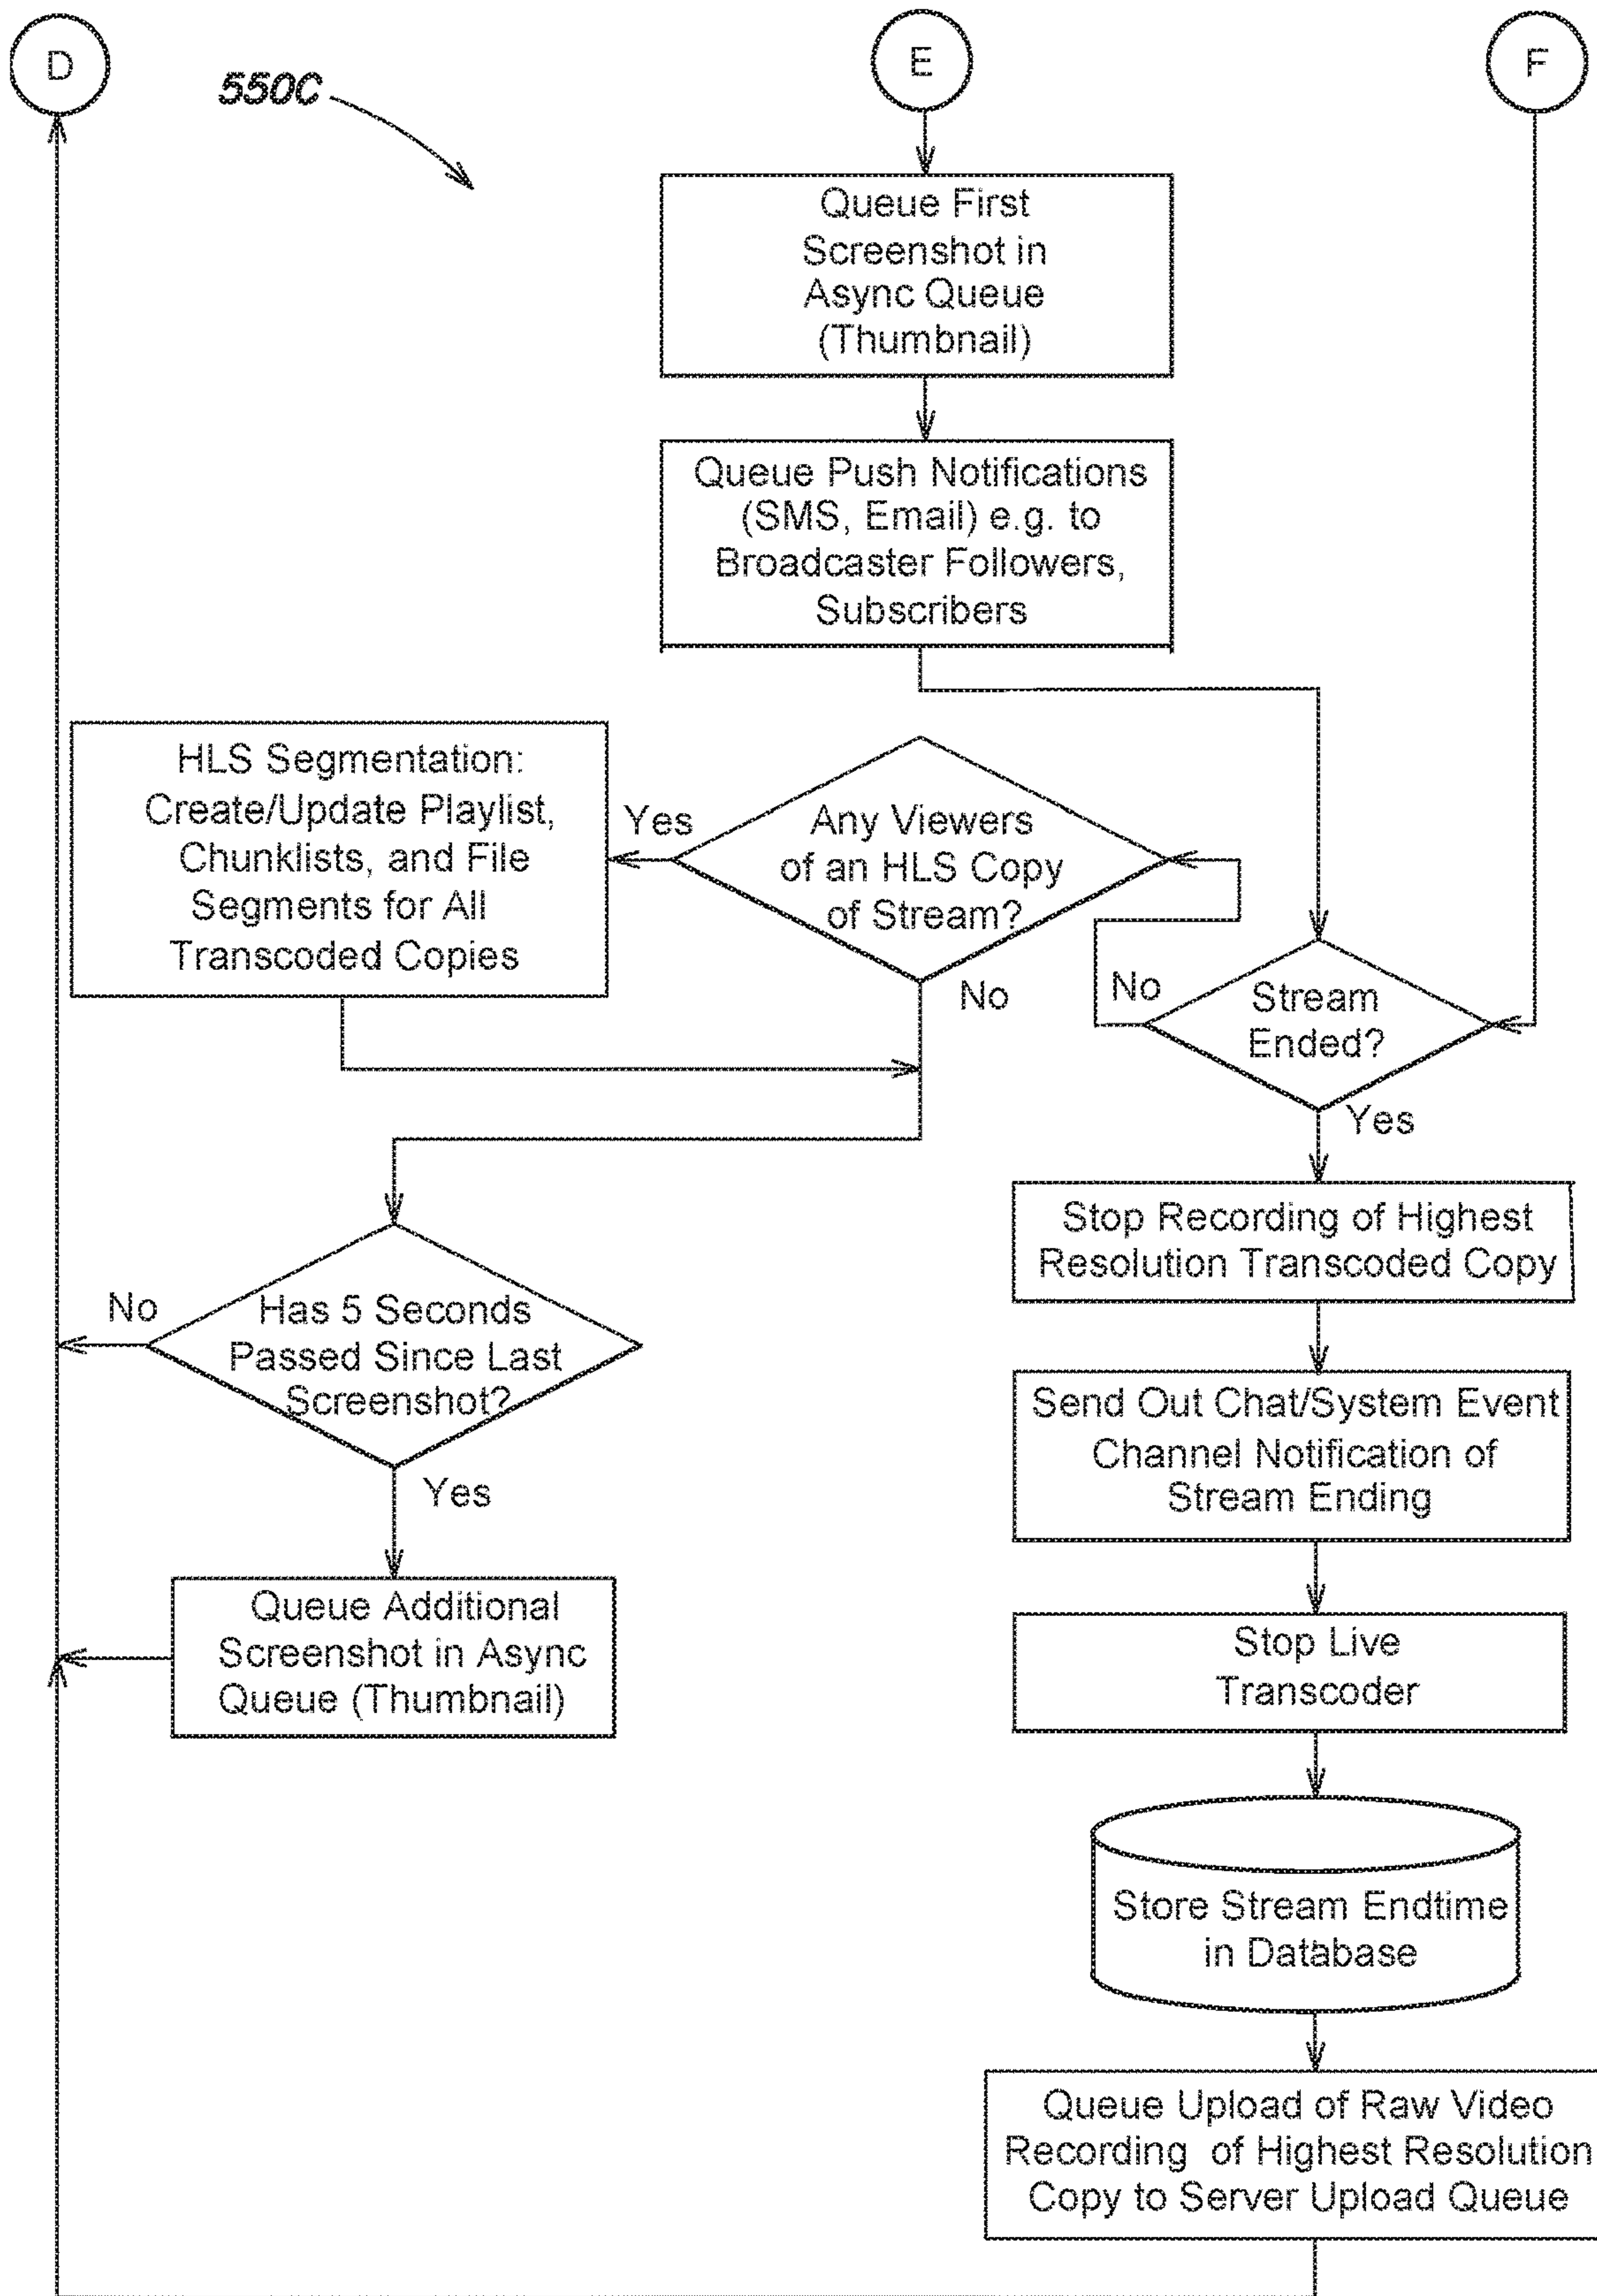 D
550C
E
F
Queue First
Screenshot in
Async Queue
(Thumbnail)
Queue Push Notifications
(SMS, Email) e.g. to
Broadcaster Followers,
Subscribers
HLS Segmentation:
Create/Update Playlist,
Chunklists, and File
Segments for All
Transcoded Copies
Yes
Any Viewers
of an HLS Copy
of Stream?
No
No
Stream
Ended?
Yes
No
Has 5 Seconds
Passed Since Last
Screenshot?
Yes
Queue Additional
Screenshot in Async
Queue (Thumbnail)
Stop Recording of Highest
Resolution Transcoded Copy
Send Out Chat/System Event
Channel Notification of
Stream Ending
Stop Live
Transcoder
Store Stream Endtime
in Database
Queue Upload of Raw Video
Recording of Highest Resolution
Copy to Server Upload Queue